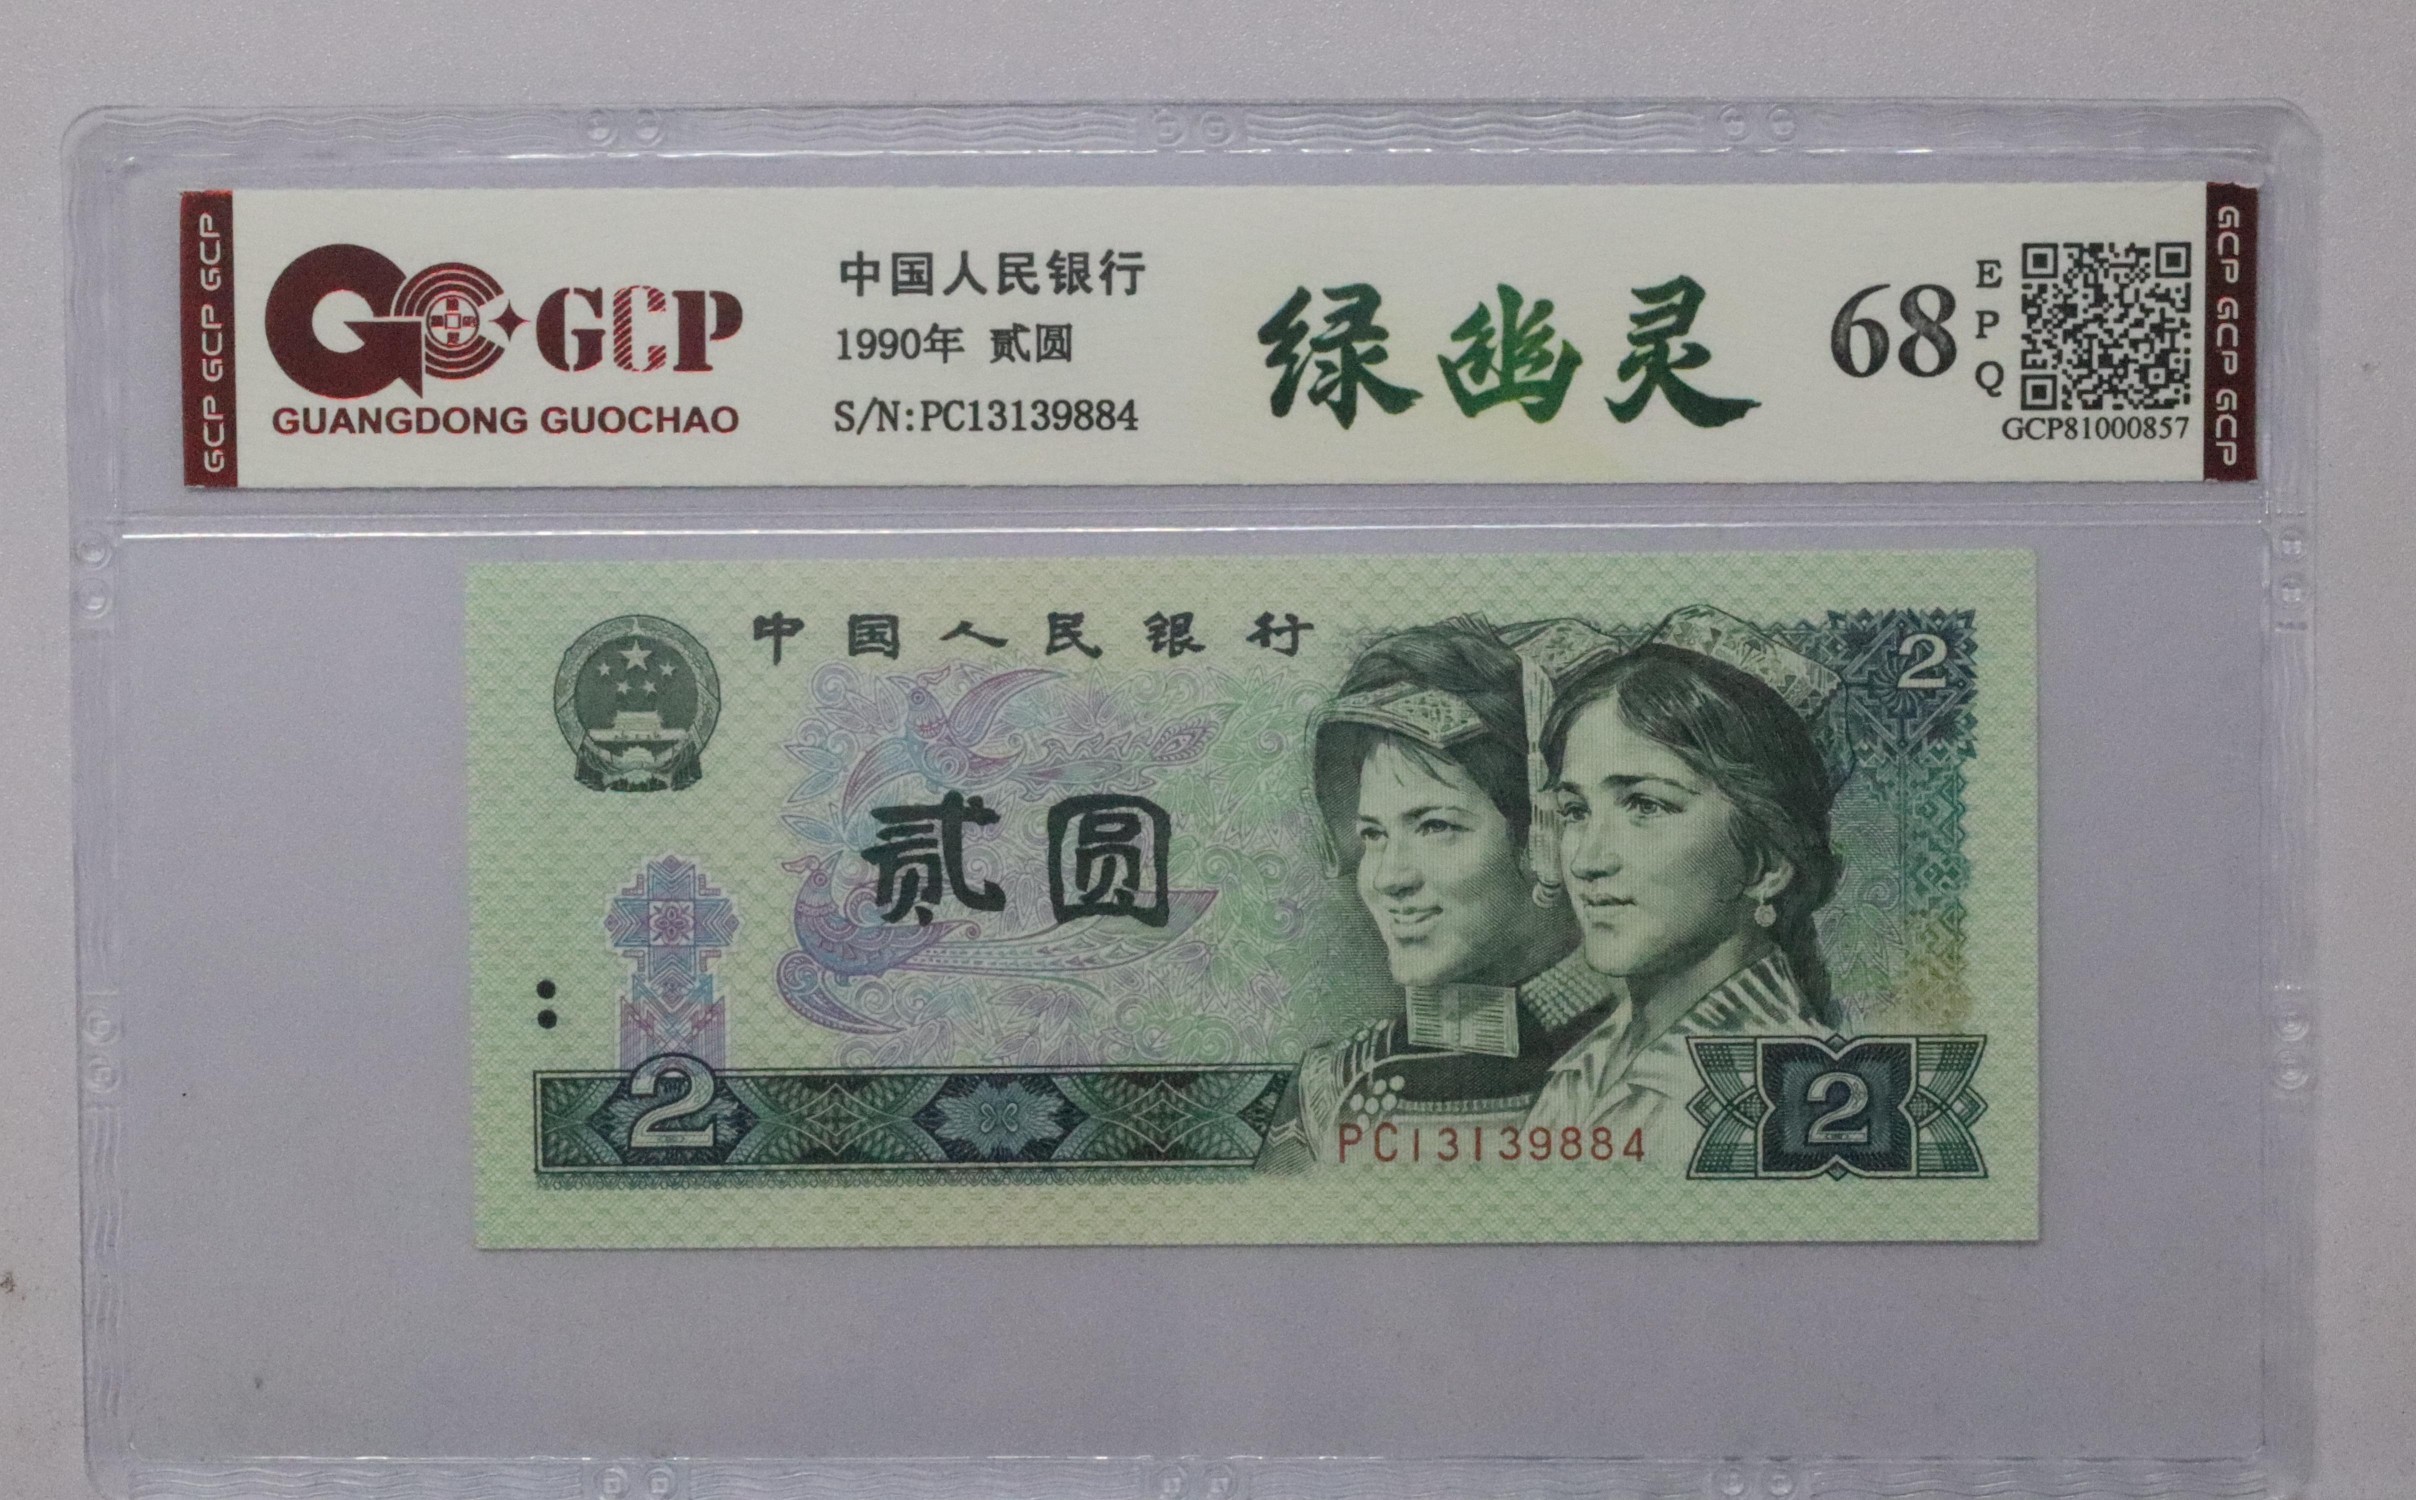 GCP GCP GCP
GCP
GUANGDONG GUOCHAO
中国人民银行
1990年 贰圆
S/N:PC13139884
绿幽灵
68
EPQ
GCP81000857
GCP GCP GCP
中国人民银行
2
贰圆
2
PC13139884
2